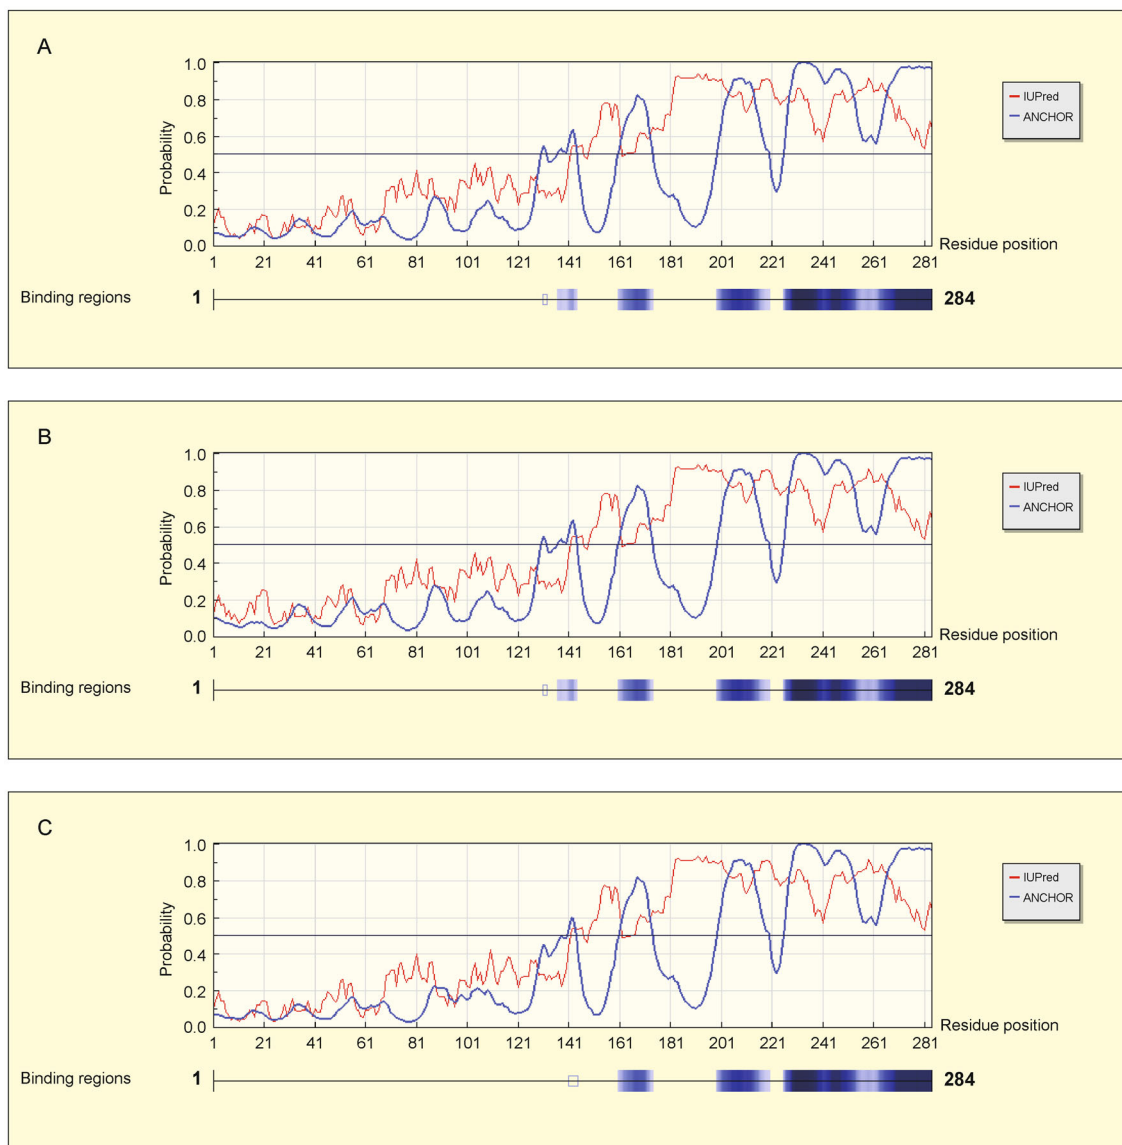 A
1.0
0.8
0.6
0.4
0.2
0.0
Probability
IUPred
ANCHOR
1 21 41 61 81 101 121 141 161 181 201 221 241 261 281
Residue position
Binding regions 1 284
B
1.0
0.8
0.6
0.4
0.2
0.0
Probability
IUPred
ANCHOR
1 21 41 61 81 101 121 141 161 181 201 221 241 261 281
Residue position
Binding regions 1 284
C
1.0
0.8
0.6
0.4
0.2
0.0
Probability
IUPred
ANCHOR
1 21 41 61 81 101 121 141 161 181 201 221 241 261 281
Residue position
Binding regions 1 284